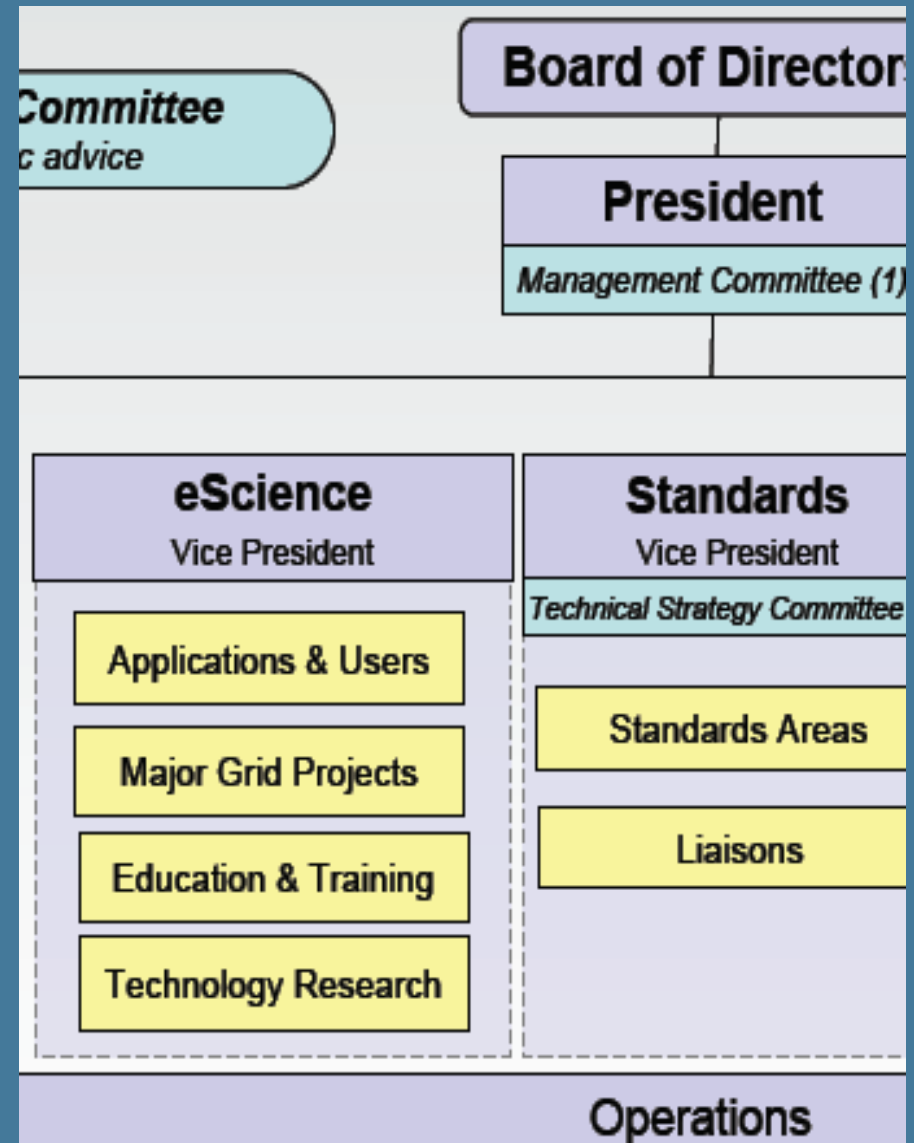 Board of Directors
Committee
c advice
President
Management Committee (1)
eScience
Vice President
Standards
Vice President
Technical Strategy Committee
Applications & Users
Major Grid Projects
Education & Training
Technology Research
Standards Areas
Liaisons
Operations